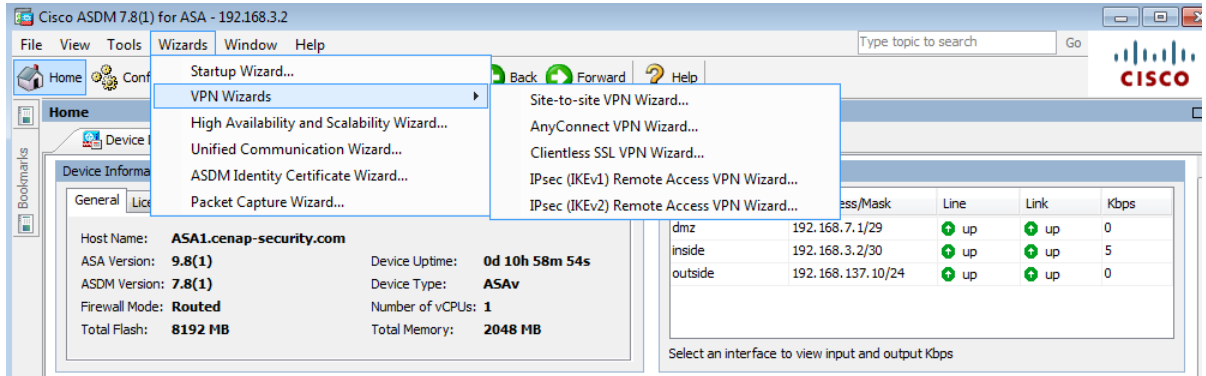 Cisco ASDM 7.8(1) for ASA - 192.168.3.2
File View Tools Wizards Window Help
Type topic to search Go
Home Back Forward Help
CISCO
Startup Wizard...
VPN Wizards
High Availability and Scalability Wizard...
Unified Communication Wizard...
ASDM Identity Certificate Wizard...
Packet Capture Wizard...
Site-to-site VPN Wizard...
AnyConnect VPN Wizard...
Clientless SSL VPN Wizard...
IPsec (IKEv1) Remote Access VPN Wizard...
IPsec (IKEv2) Remote Access VPN Wizard...
Bookmarks
Home
Device
Device Informa
General Lice
Host Name: ASA1.cenap-security.com
ASA Version: 9.8(1) Device Uptime: 0d 10h 58m 54s
ASDM Version: 7.8(1) Device Type: ASAv
Firewall Mode: Routed Number of vCPUs: 1
Total Flash: 8192 MB Total Memory: 2048 MB
ess/Mask Line Link Kbps
dmz 192.168.7.1/29 up up 0
inside 192.168.3.2/30 up up 5
outside 192.168.137.10/24 up up 0
Select an interface to view input and output Kbps